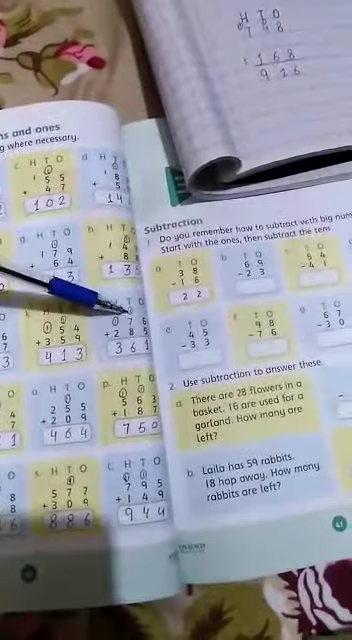 H T O
7 4 8
1 6 8
9 1 6
ns and ones
g where necessary.
c. H T O
5 5
+ 4 7
1 0 2
d. H
8
+ 5
1 4
g. H T O
1 7 9
+ 6 4
3
h. H T
1 4
+ 8
1 3
H T O
0 5 4
+ 3 5 9
4 1 3
T O
7 6
+ 2 8 5
3 6 1
o. H T O
2 5 5
+ 2 0 9
4 6 4
p. H T O
5 6 3
+ 1 8 7
7 5 0
s. H T O
5 7 7
+ 3 0 9
8 8 6
t. H T O
7 9 5
+ 1 4 9
9 4 4
Subtraction
1 Do you remember how to subtract with big num
Start with the ones, then subtract the tens
a. T O
3 8
- 1 6
2 2
b. T O
6 9
- 2 3
c. T O
5 4
- 4 1
e. T O
4 5
- 3 3
f. T O
9 8
- 7 6
g. T O
6 7
- 3 0
2. Use subtraction to answer these.
a. There are 28 flowers in a
basket. 16 are used for a
garland. How many are
left?
b. Laila has 59 rabbits.
18 hop away. How many
rabbits are left?
41